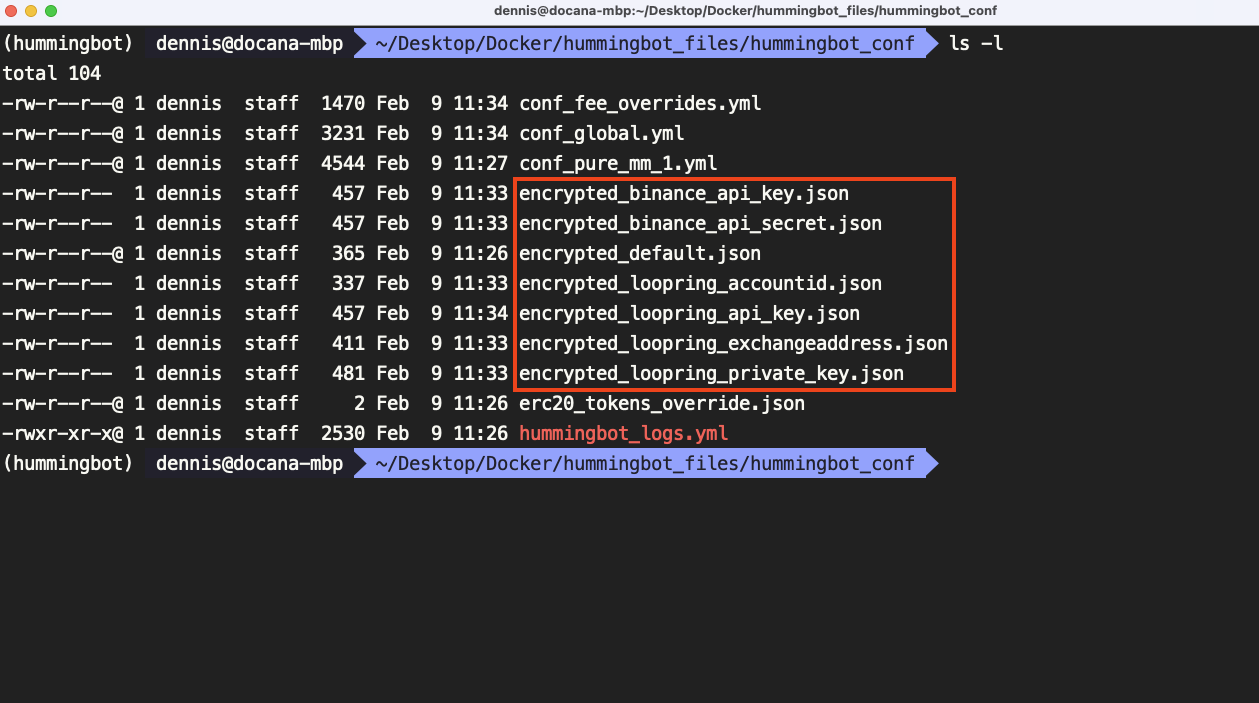 dennis@docana-mbp:~/Desktop/Docker/hummingbot_files/hummingbot_conf
(hummingbot) dennis@docana-mbp ~/Desktop/Docker/hummingbot_files/hummingbot_conf ls -l
total 104
-rw-r--r--@ 1 dennis  staff  1470 Feb  9 11:34 conf_fee_overrides.yml
-rw-r--r--@ 1 dennis  staff  3231 Feb  9 11:34 conf_global.yml
-rw-r--r--@ 1 dennis  staff  4544 Feb  9 11:27 conf_pure_mm_1.yml
-rw-r--r--  1 dennis  staff   457 Feb  9 11:33 encrypted_binance_api_key.json
-rw-r--r--  1 dennis  staff   457 Feb  9 11:33 encrypted_binance_api_secret.json
-rw-r--r--@ 1 dennis  staff   365 Feb  9 11:26 encrypted_default.json
-rw-r--r--  1 dennis  staff   337 Feb  9 11:33 encrypted_loopring_accountid.json
-rw-r--r--  1 dennis  staff   457 Feb  9 11:34 encrypted_loopring_api_key.json
-rw-r--r--  1 dennis  staff   411 Feb  9 11:33 encrypted_loopring_exchangeaddress.json
-rw-r--r--  1 dennis  staff   481 Feb  9 11:33 encrypted_loopring_private_key.json
-rw-r--r--@ 1 dennis  staff     2 Feb  9 11:26 erc20_tokens_override.json
-rwxr-xr-x@ 1 dennis  staff  2530 Feb  9 11:26 hummingbot_logs.yml
(hummingbot) dennis@docana-mbp ~/Desktop/Docker/hummingbot_files/hummingbot_conf